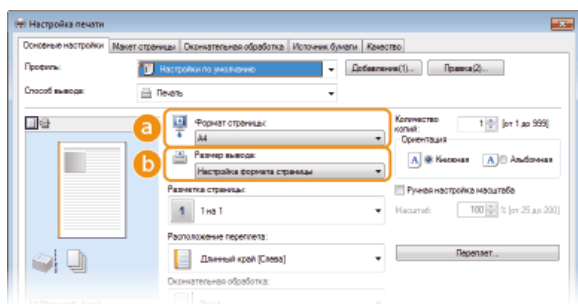 Настройка печати
Основные настройки Макет страницы Окончательная обработка Источник бумаги Качество
Профиль: Настройки по умолчанию Добавление(1)... Правка(2)...
Способ вывода: Печать
a Формат страницы:
A4
b Размер вывода:
Настройка формата страницы
Количество копий: 1 [от 1 до 999]
Ориентация
A Книжная A Альбомная
Разметка страницы:
1 1 на 1
Ручная настройка масштаба
Масштаб: 100 % [от 25 до 200]
Расположение переплета:
Длинный край [Слева]
Переплет...
Окончательная обработка: